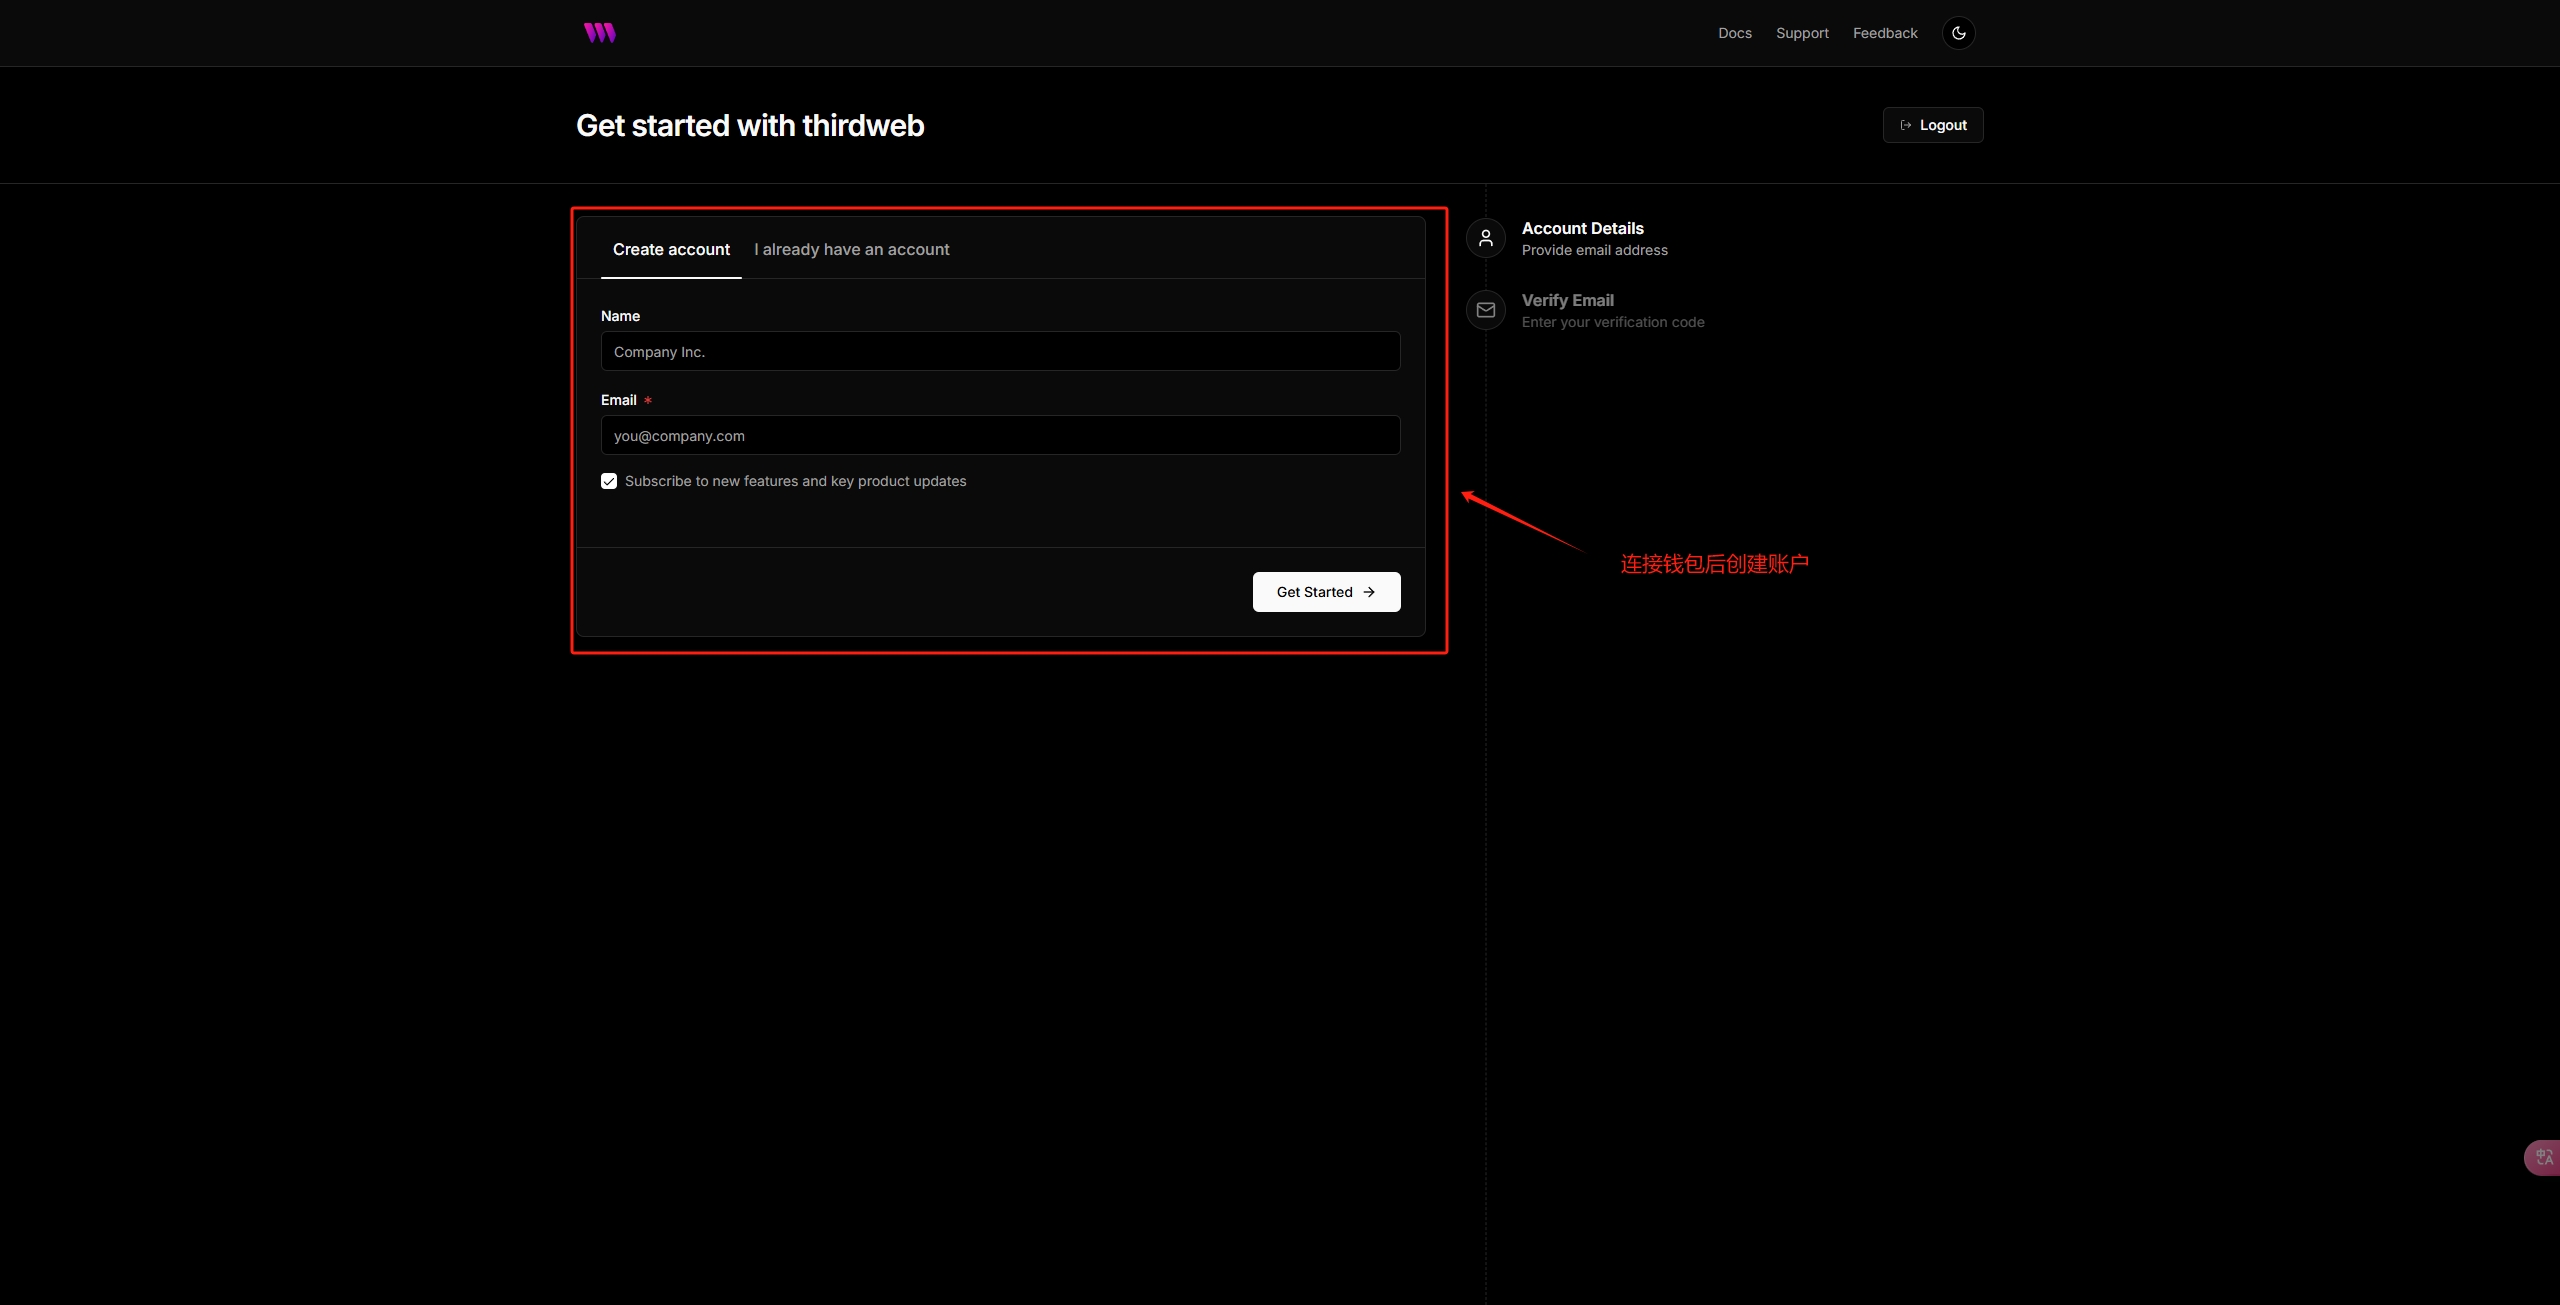 Docs Support Feedback
Get started with thirdweb
Logout
Create account I already have an account
Name
Company Inc.
Email *
you@company.com
Subscribe to new features and key product updates
Get Started
Account Details
Provide email address
Verify Email
Enter your verification code
连接钱包后创建账户
中A